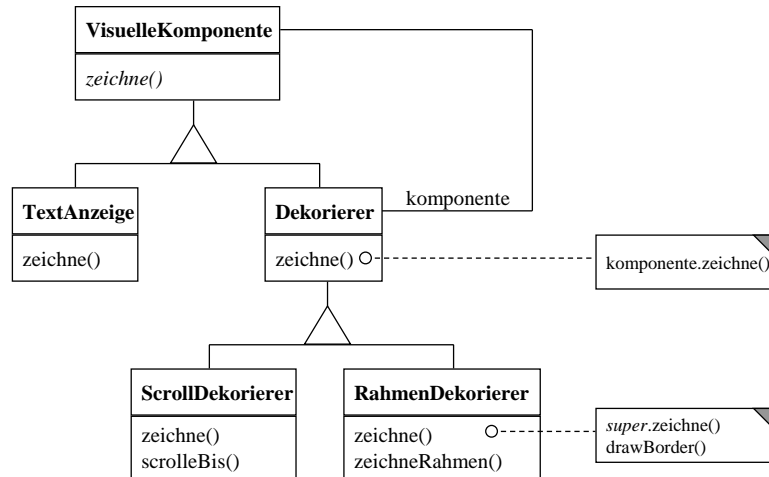 VisuelleKomponente
zeichne()
komponente
TextAnzeige
zeichne()
Dekorierer
zeichne()
komponente.zeichne()
ScrollDekorierer
zeichne()
scrolleBis()
RahmenDekorierer
zeichne()
zeichneRahmen()
super.zeichne()
drawBorder()